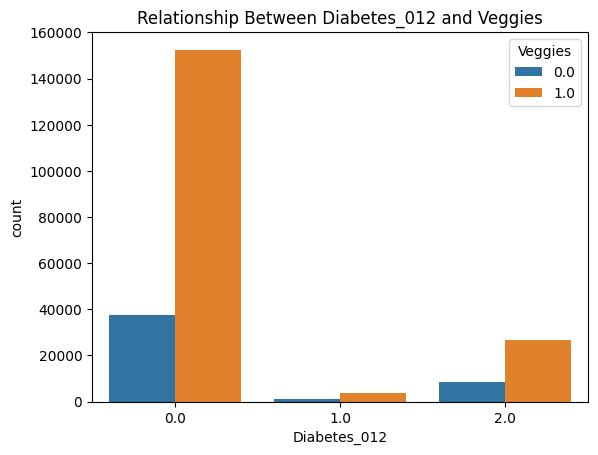 Relationship Between Diabetes_012 and Veggies
160000
140000
120000
100000
80000
60000
40000
20000
0
count
Veggies
0.0
1.0
0.0 1.0 2.0
Diabetes_012